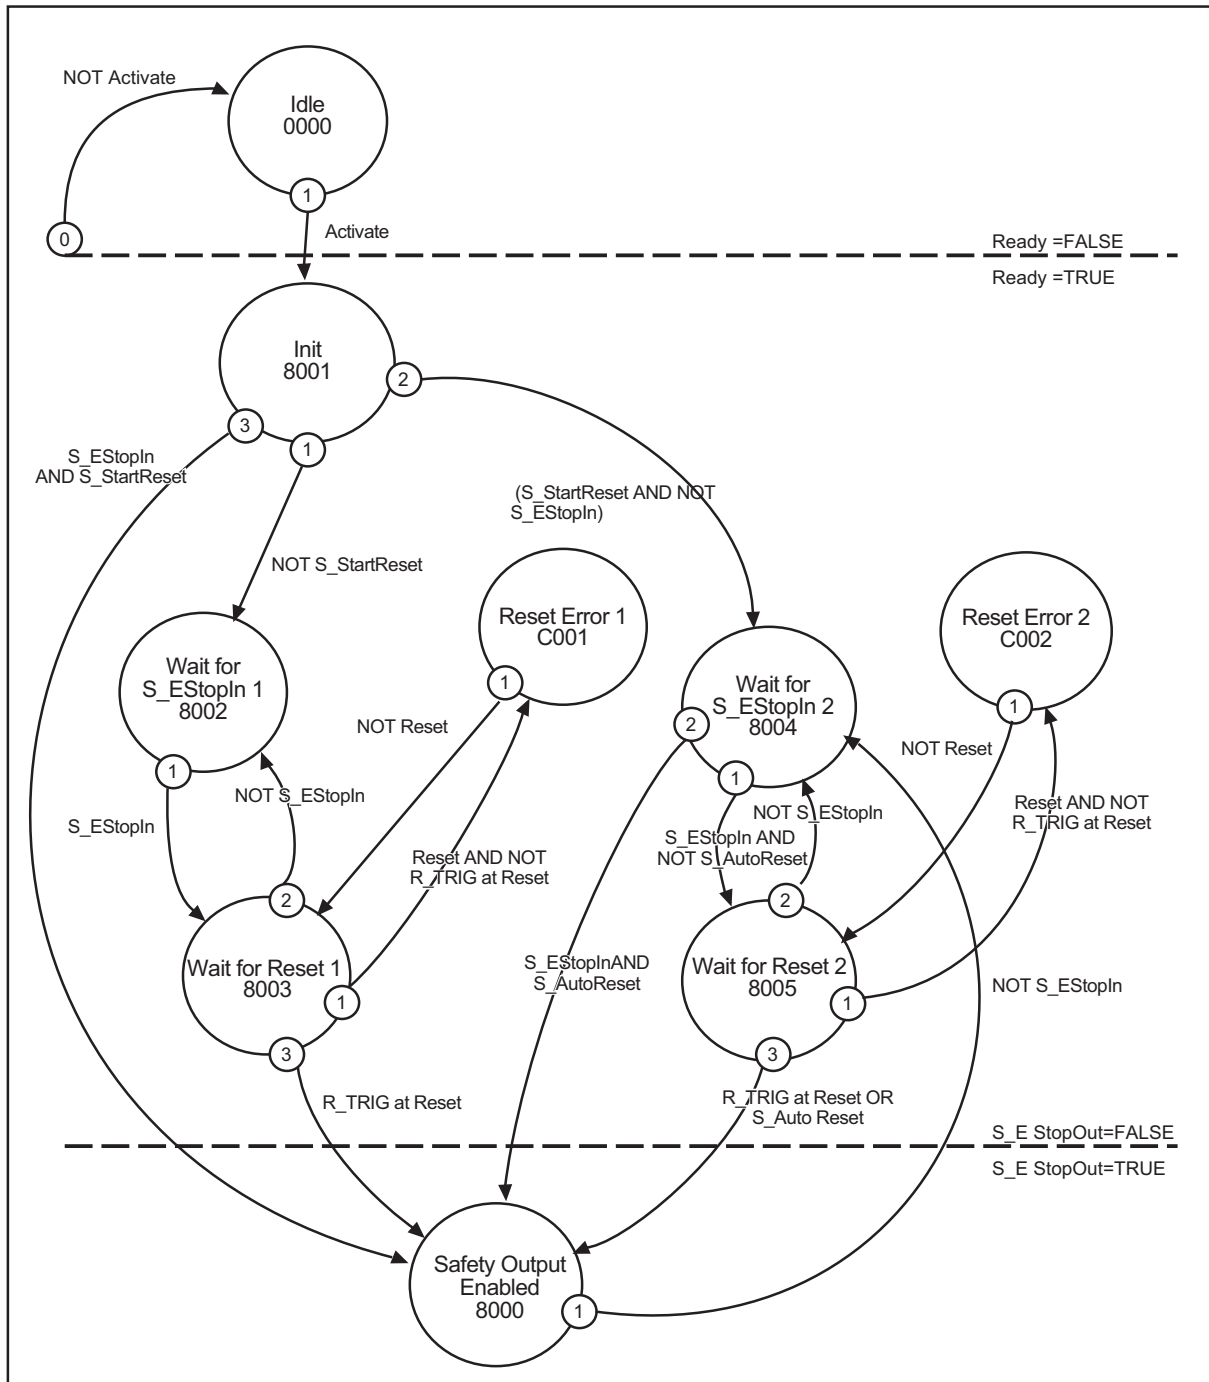 NOT Activate
Idle
0000
1
Activate
0
Ready =FALSE
Ready =TRUE
Init
8001
2
3
1
S_EStopIn
AND S_StartReset
(S_StartReset AND NOT
S_EStopIn)
NOT S_StartReset
Reset Error 1
C001
1
Reset Error 2
C002
1
Wait for
S_EStopIn 1
8002
1
Wait for
S_EStopIn 2
8004
2
1
NOT Reset
NOT Reset
NOT S_EStopIn
S_EStopIn
NOT S_EStopIn
S_EStopIn AND
NOT S_AutoReset
Reset AND NOT
R_TRIG at Reset
Reset AND NOT
R_TRIG at Reset
2
Wait for Reset 1
8003
1
3
S_EStopInAND
S_AutoReset
2
Wait for Reset 2
8005
1
3
NOT S_EStopIn
R_TRIG at Reset
R_TRIG at Reset OR
S_Auto Reset
S_E StopOut=FALSE
S_E StopOut=TRUE
Safety Output
Enabled
8000
1